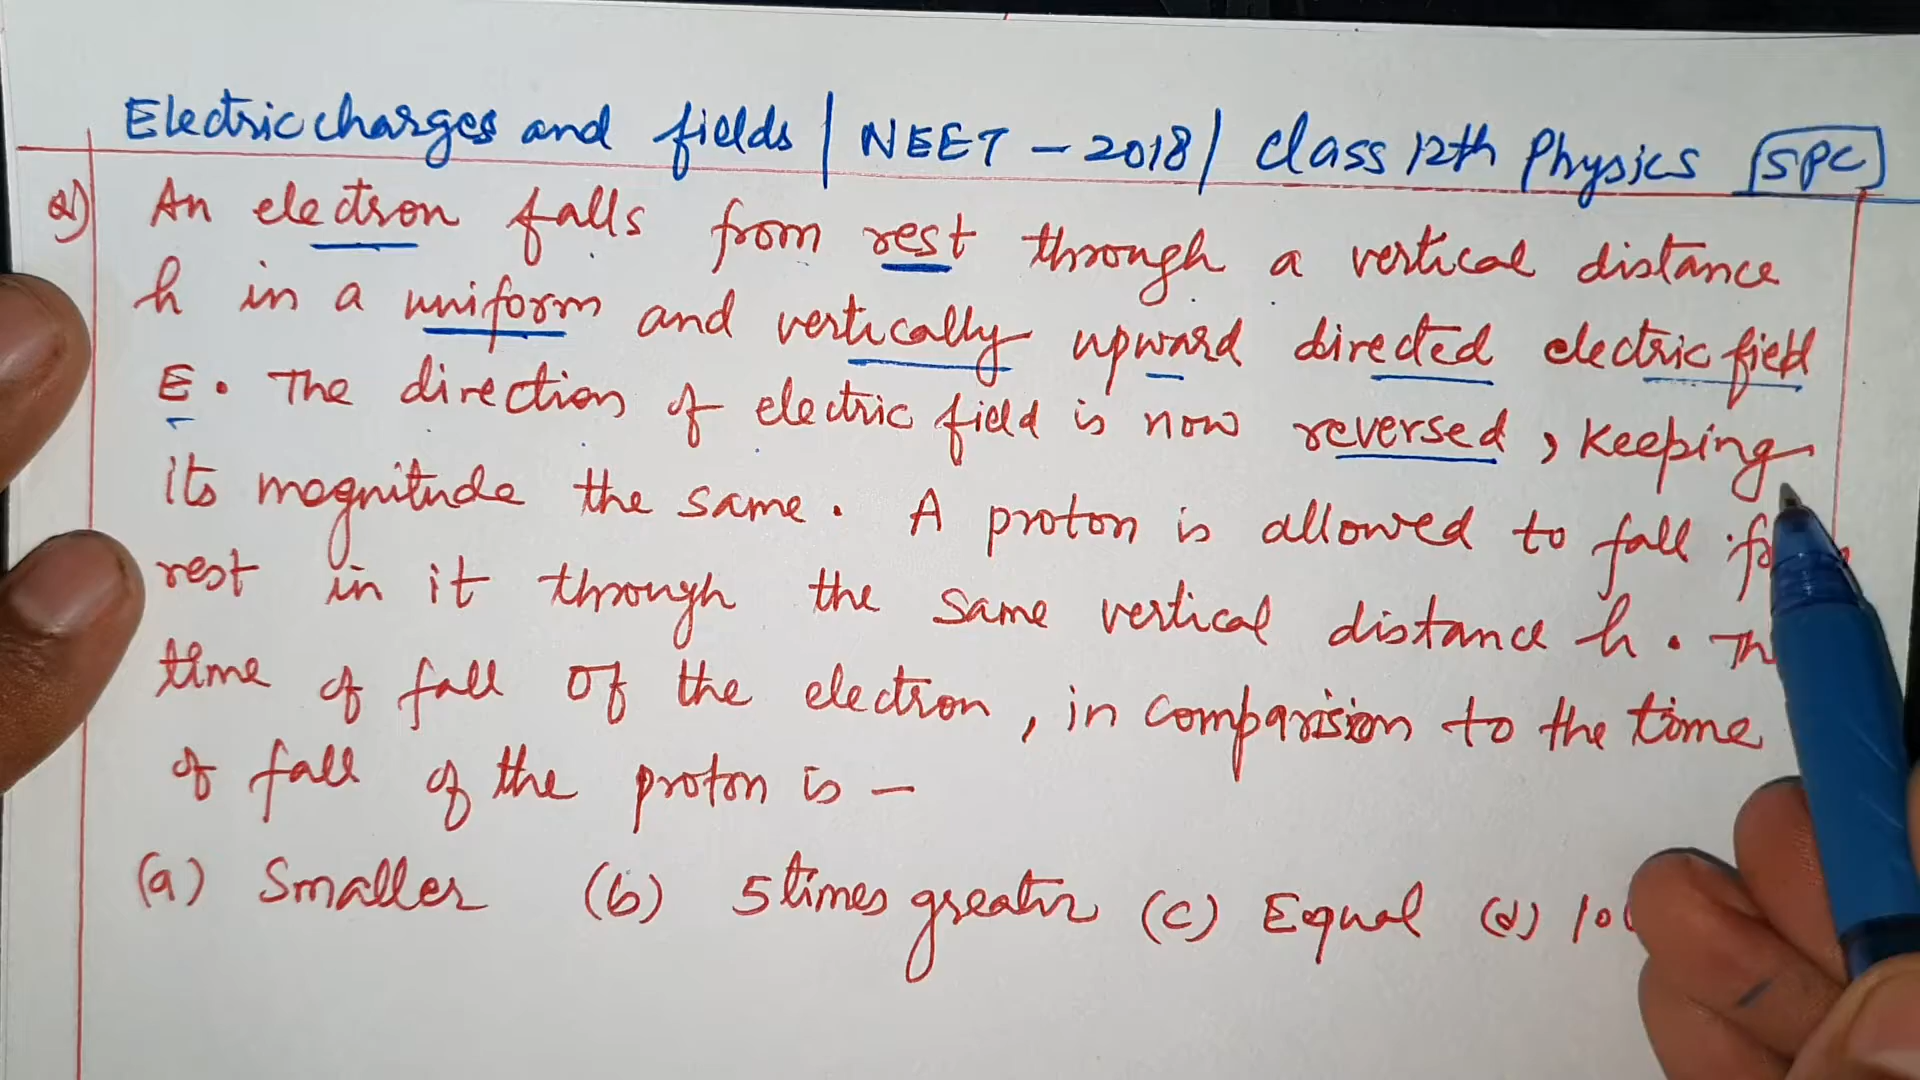 Electric charges and fields | NEET - 2018 | class 12th Physics SPC
Q) An electron falls from rest through a vertical distance
h in a uniform and vertically upward directed electric field
E. The direction of electric field is now reversed, keeping
its magnitude the same. A proton is allowed to fall
rest in it through the same vertical distance h.
time of fall of the electron, in comparision to the time
of fall of the proton is -
(a) Smaller (b) 5 times greater (c) Equal (d)